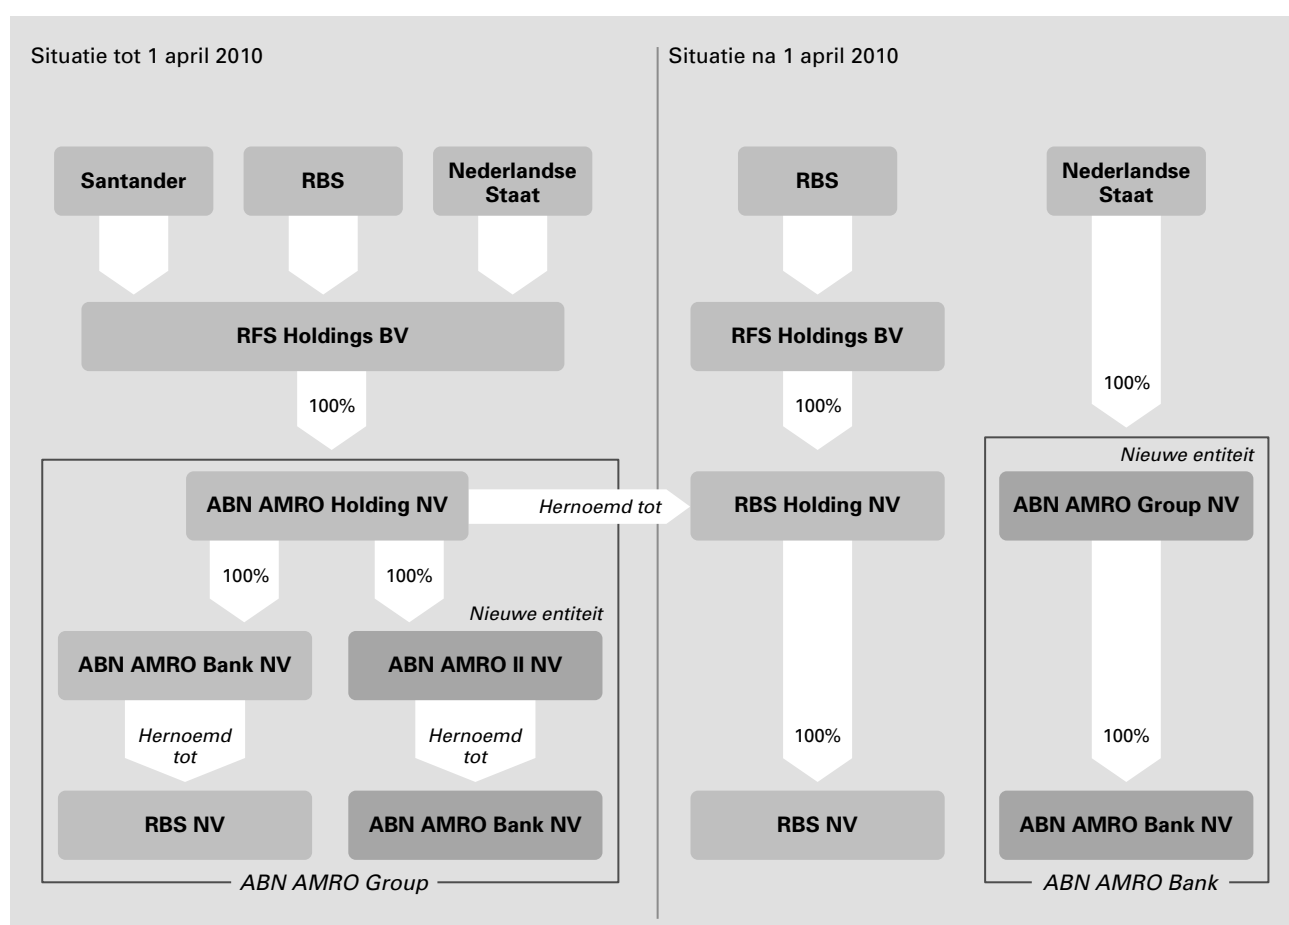 Situatie tot 1 april 2010
Santander
RBS
Nederlandse
Staat
RFS Holdings BV
100%
ABN AMRO Holding NV
Hernoemd tot
100%
100%
Nieuwe entiteit
ABN AMRO Bank NV
ABN AMRO II NV
Hernoemd
tot
Hernoemd
tot
RBS NV
ABN AMRO Bank NV
ABN AMRO Group
Situatie na 1 april 2010
RBS
Nederlandse
Staat
RFS Holdings BV
100%
100%
Nieuwe entiteit
RBS Holding NV
ABN AMRO Group NV
100%
100%
RBS NV
ABN AMRO Bank NV
ABN AMRO Bank